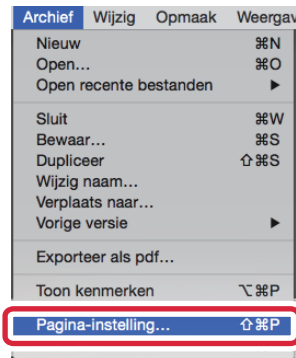 Archief Wijzig Opmaak Weergav
Nieuw ⌘N
Open... ⌘O
Open recente bestanden ▶
Sluit ⌘W
Bewaar... ⌘S
Dupliceer ⇧⌘S
Wijzig naam...
Verplaats naar...
Vorige versie ▶
Exporteer als pdf...
Toon kenmerken ⌥⌘P
Pagina-instelling... ⇧⌘P